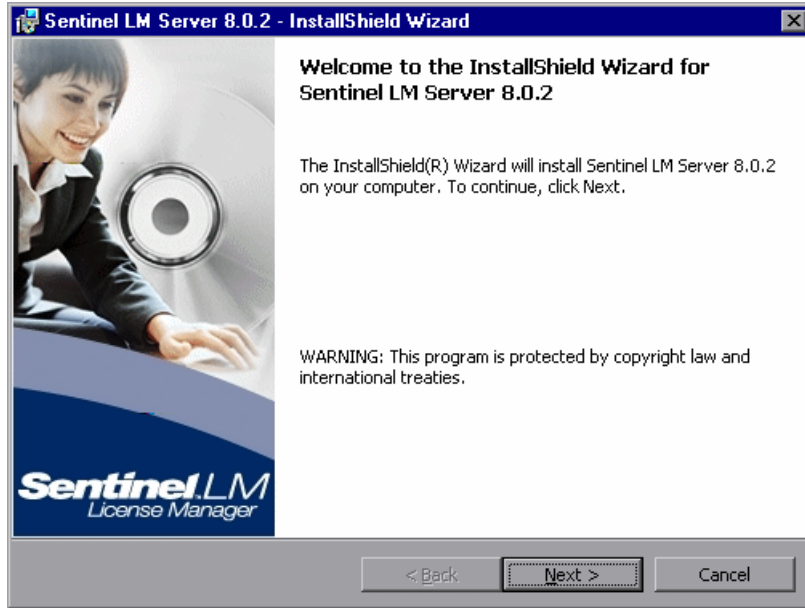 Sentinel LM Server 8.0.2 - InstallShield Wizard
Welcome to the InstallShield Wizard for
Sentinel LM Server 8.0.2
The InstallShield(R) Wizard will install Sentinel LM Server 8.0.2
on your computer. To continue, click Next.
WARNING: This program is protected by copyright law and
international treaties.
Sentinel.LM
License Manager
< Back
Next >
Cancel